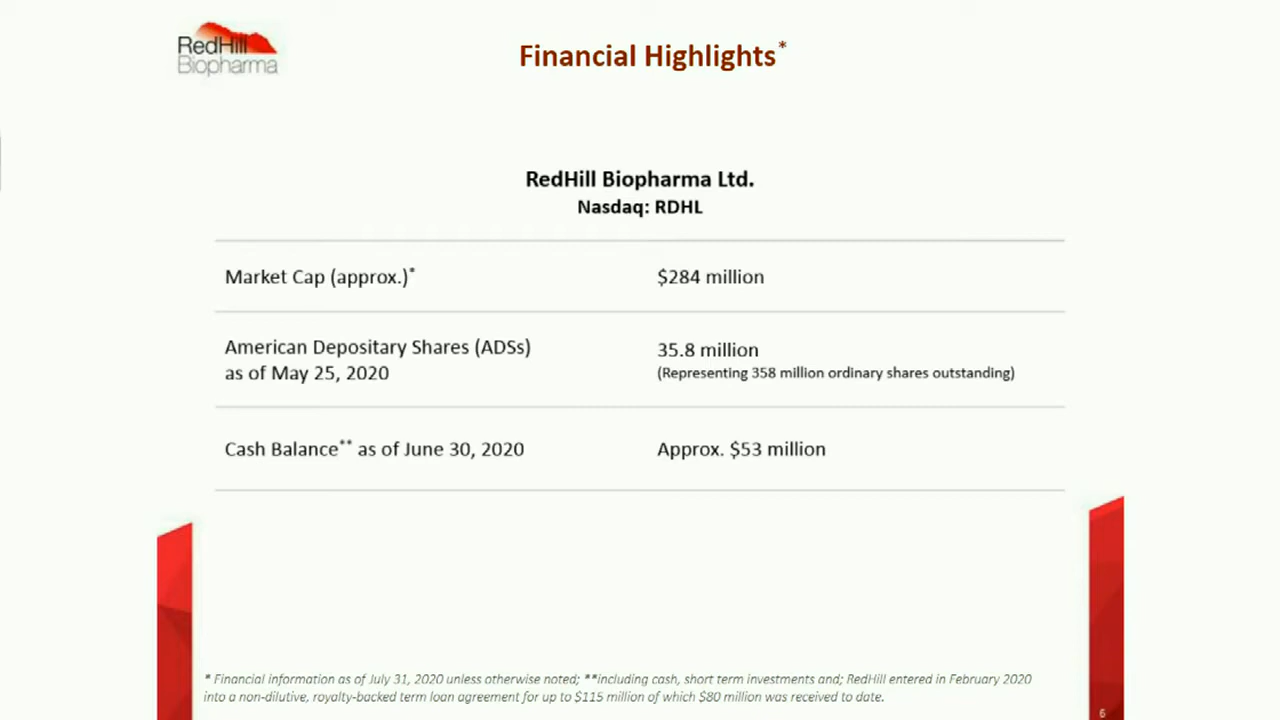 RedHill
Biopharma
Financial Highlights*
RedHill Biopharma Ltd.
Nasdaq: RDHL
Market Cap (approx.)* $284 million
American Depositary Shares (ADSs) 35.8 million
as of May 25, 2020 (Representing 358 million ordinary shares outstanding)
Cash Balance** as of June 30, 2020 Approx. $53 million
* Financial information as of July 31, 2020 unless otherwise noted; **including cash, short term investments and; RedHill entered in February 2020
into a non-dilutive, royalty-backed term loan agreement for up to $115 million of which $80 million was received to date.
6